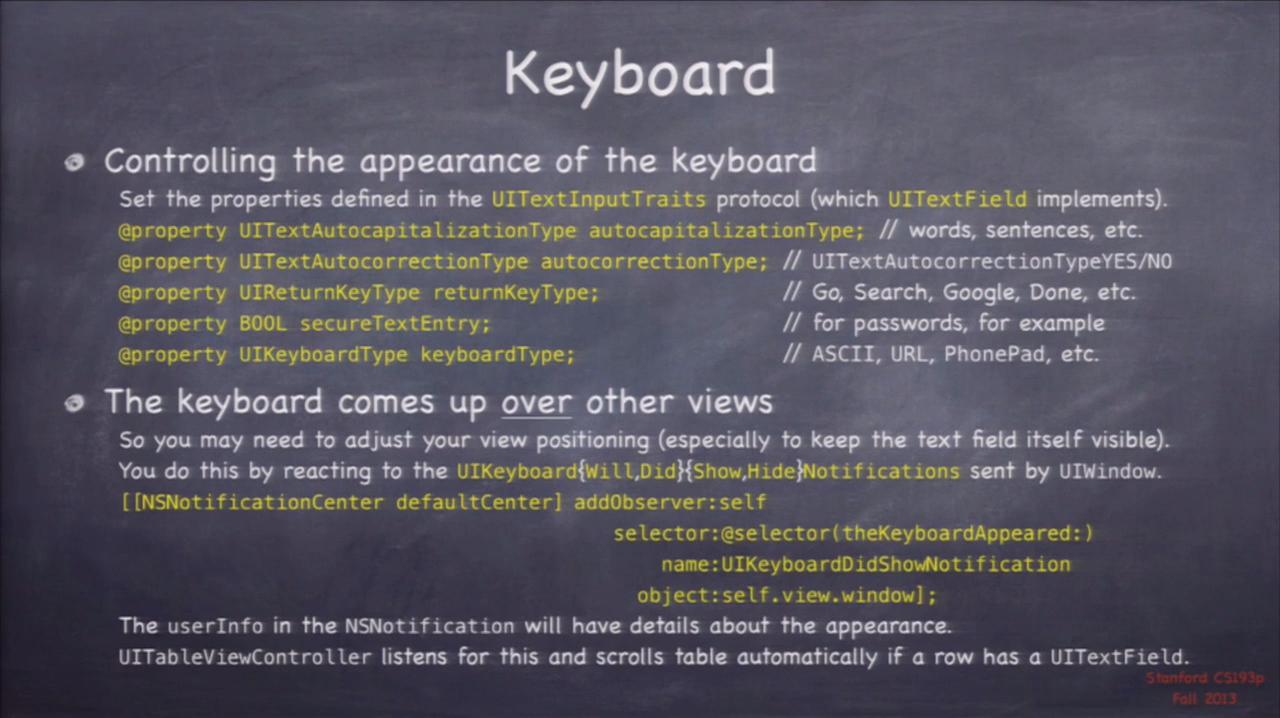 Keyboard
Controlling the appearance of the keyboard
Set the properties defined in the UITextInputTraits protocol (which UITextField implements).
@property UITextAutocapitalizationType autocapitalizationType; // words, sentences, etc.
@property UITextAutocorrectionType autocorrectionType; // UITextAutocorrectionTypeYES/NO
@property UIReturnKeyType returnKeyType; // Go, Search, Google, Done, etc.
@property BOOL secureTextEntry; // for passwords, for example
@property UIKeyboardType keyboardType; // ASCII, URL, PhonePad, etc.
The keyboard comes up over other views
So you may need to adjust your view positioning (especially to keep the text field itself visible).
You do this by reacting to the UIKeyboard{Will,Did}{Show,Hide}Notifications sent by UIWindow.
[[NSNotificationCenter defaultCenter] addObserver:self
selector:@selector(theKeyboardAppeared:)
name:UIKeyboardDidShowNotification
object:self.view.window];
The userInfo in the NSNotification will have details about the appearance.
UITableViewController listens for this and scrolls table automatically if a row has a UITextField.
Stanford CS193p
Fall 2013